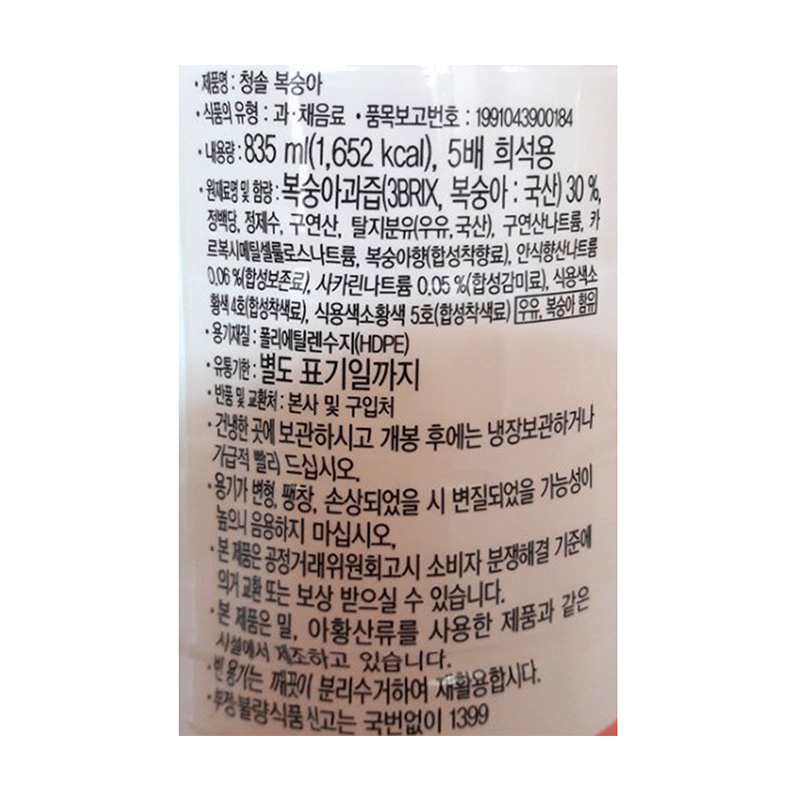 · 제품명 : 청솔 복숭아
· 식품의 유형 : 과·채음료 · 품목보고번호 : 1991043900184
· 내용량 : 835 ml(1,652 kcal), 5배 희석용
· 원재료명 및 함량 : 복숭아과즙(3BRIX, 복숭아 : 국산) 30 %,
정백당, 정제수, 구연산, 탈지분유(우유,국산), 구연산나트륨, 카
르복시메틸셀룰로스나트륨, 복숭아향(합성착향료), 안식향산나트륨
0.06 %(합성보존료), 사카린나트륨 0.05 %(합성감미료), 식용색소
황색 4호(합성착색료), 식용색소황색 5호(합성착색료) 우유, 복숭아 함유
· 용기재질 : 폴리에틸렌수지(HDPE)
· 유통기한 : 별도 표기일까지
· 반품 및 교환처 : 본사 및 구입처
· 건냉한 곳에 보관하시고 개봉 후에는 냉장보관하거나
가급적 빨리 드십시오.
· 용기가 변형, 팽창, 손상되었을 시 변질되었을 가능성이
높으니 음용하지 마십시오,
· 본 제품은 공정거래위원회고시 소비자 분쟁해결 기준에
의거 교환 또는 보상 받으실 수 있습니다.
· 본 제품은 밀, 아황산류를 사용한 제품과 같은
시설에서 제조하고 있습니다.
· 빈 용기는 깨끗이 분리수거하여 재활용합시다.
· 부정·불량식품 신고는 국번없이 1399